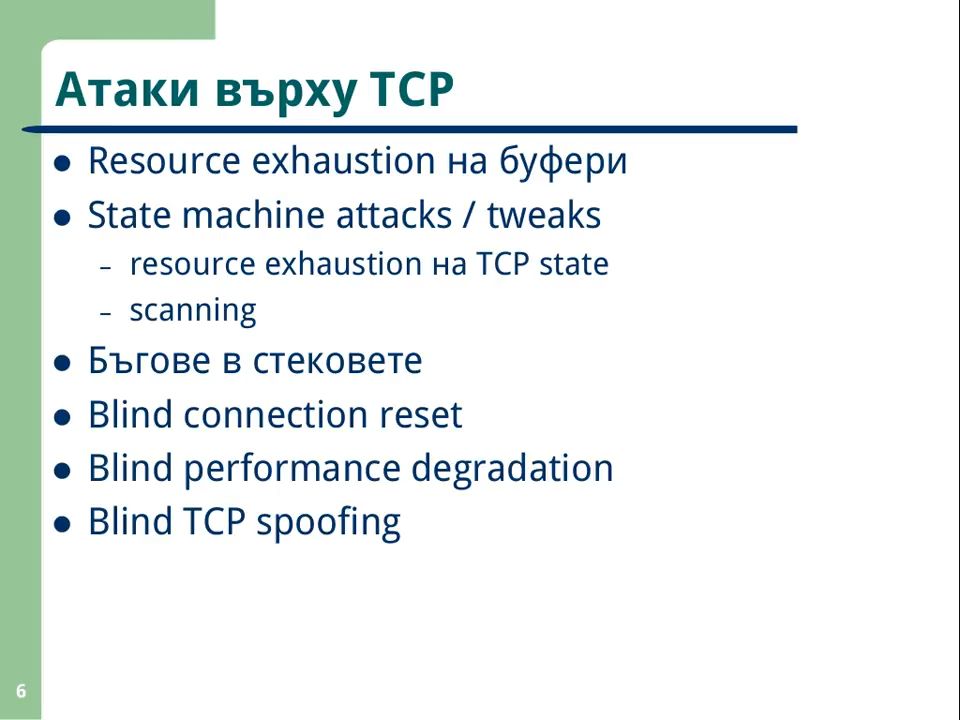 Атаки върху TCP
Resource exhaustion на буфери
State machine attacks / tweaks
– resource exhaustion на TCP state
– scanning
Бъгове в стековете
Blind connection reset
Blind performance degradation
Blind TCP spoofing
6